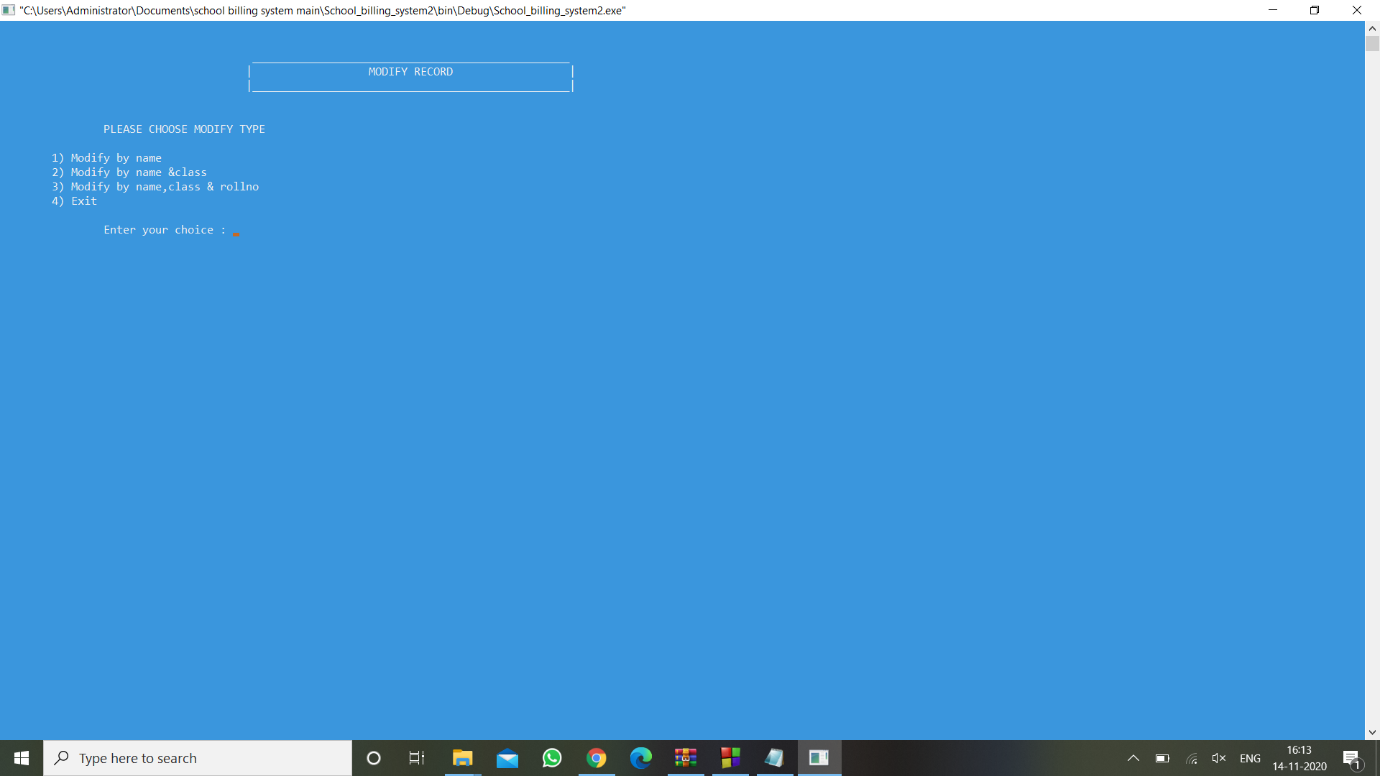 "C:\Users\Administrator\Documents\school billing system main\School_billing_system2\bin\Debug\School_billing_system2.exe"
MODIFY RECORD
PLEASE CHOOSE MODIFY TYPE
1) Modify by name
2) Modify by name &class
3) Modify by name,class & rollno
4) Exit
Enter your choice :
Type here to search
ENG
16:13
14-11-2020
1